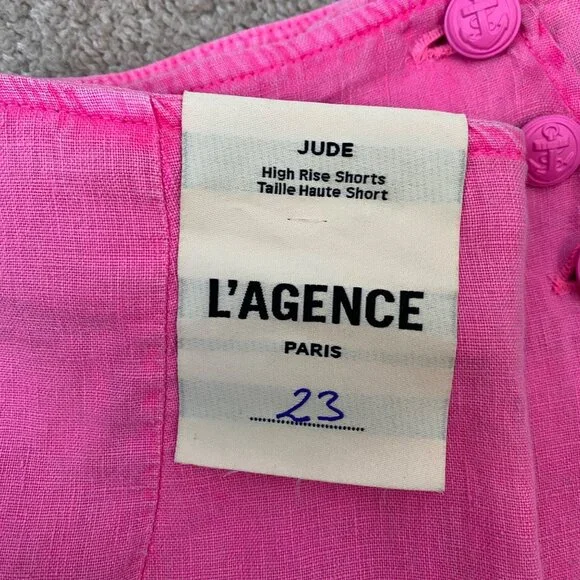 JUDE
High Rise Shorts
Taille Haute Short
L'AGENCE
PARIS
23